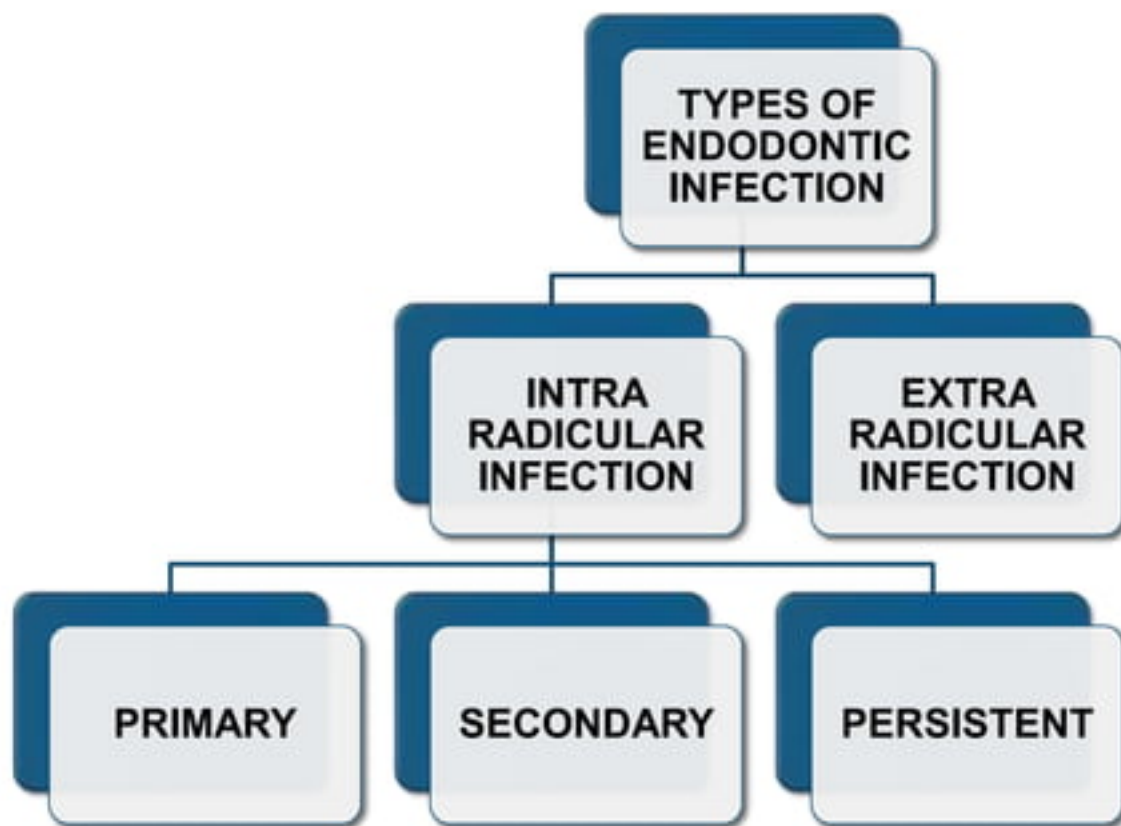 TYPES OF
ENDODONTIC
INFECTION
INTRA
RADICULAR
INFECTION
EXTRA
RADICULAR
INFECTION
PRIMARY
SECONDARY
PERSISTENT